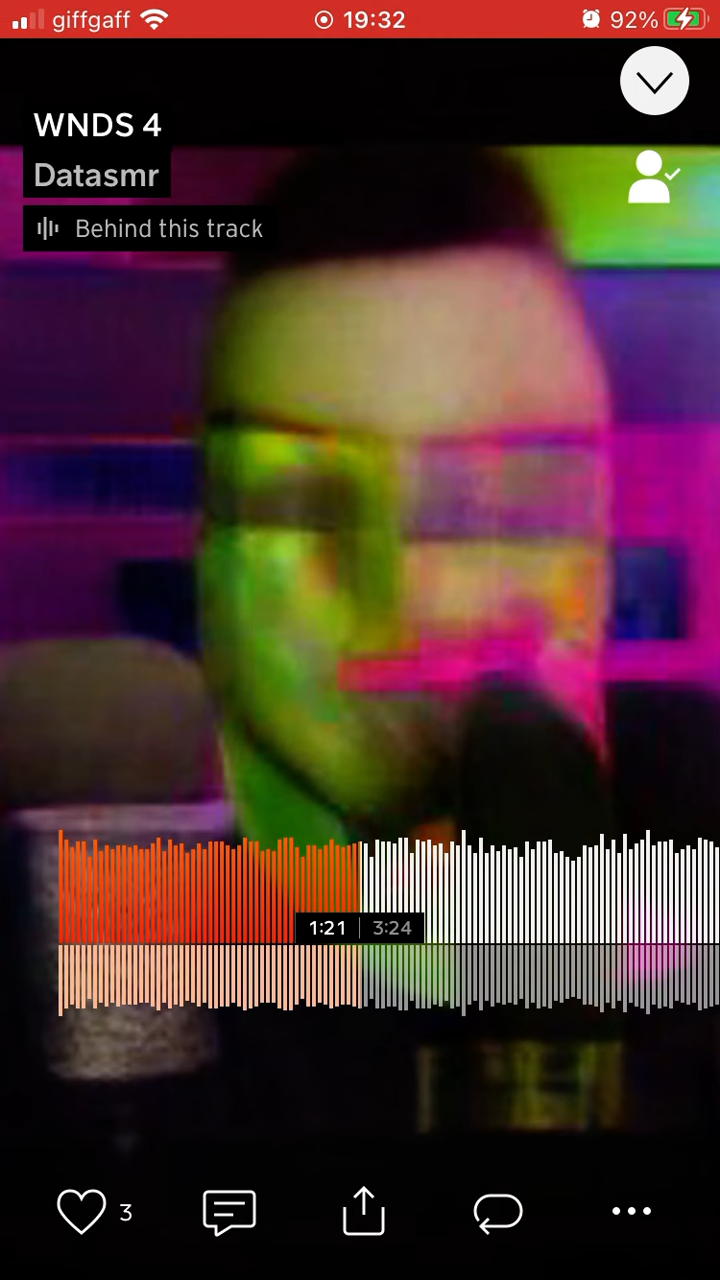 giffgaff 19:32 92%
WNDS 4
Datasmr
Behind this track
1:21 3:24
3